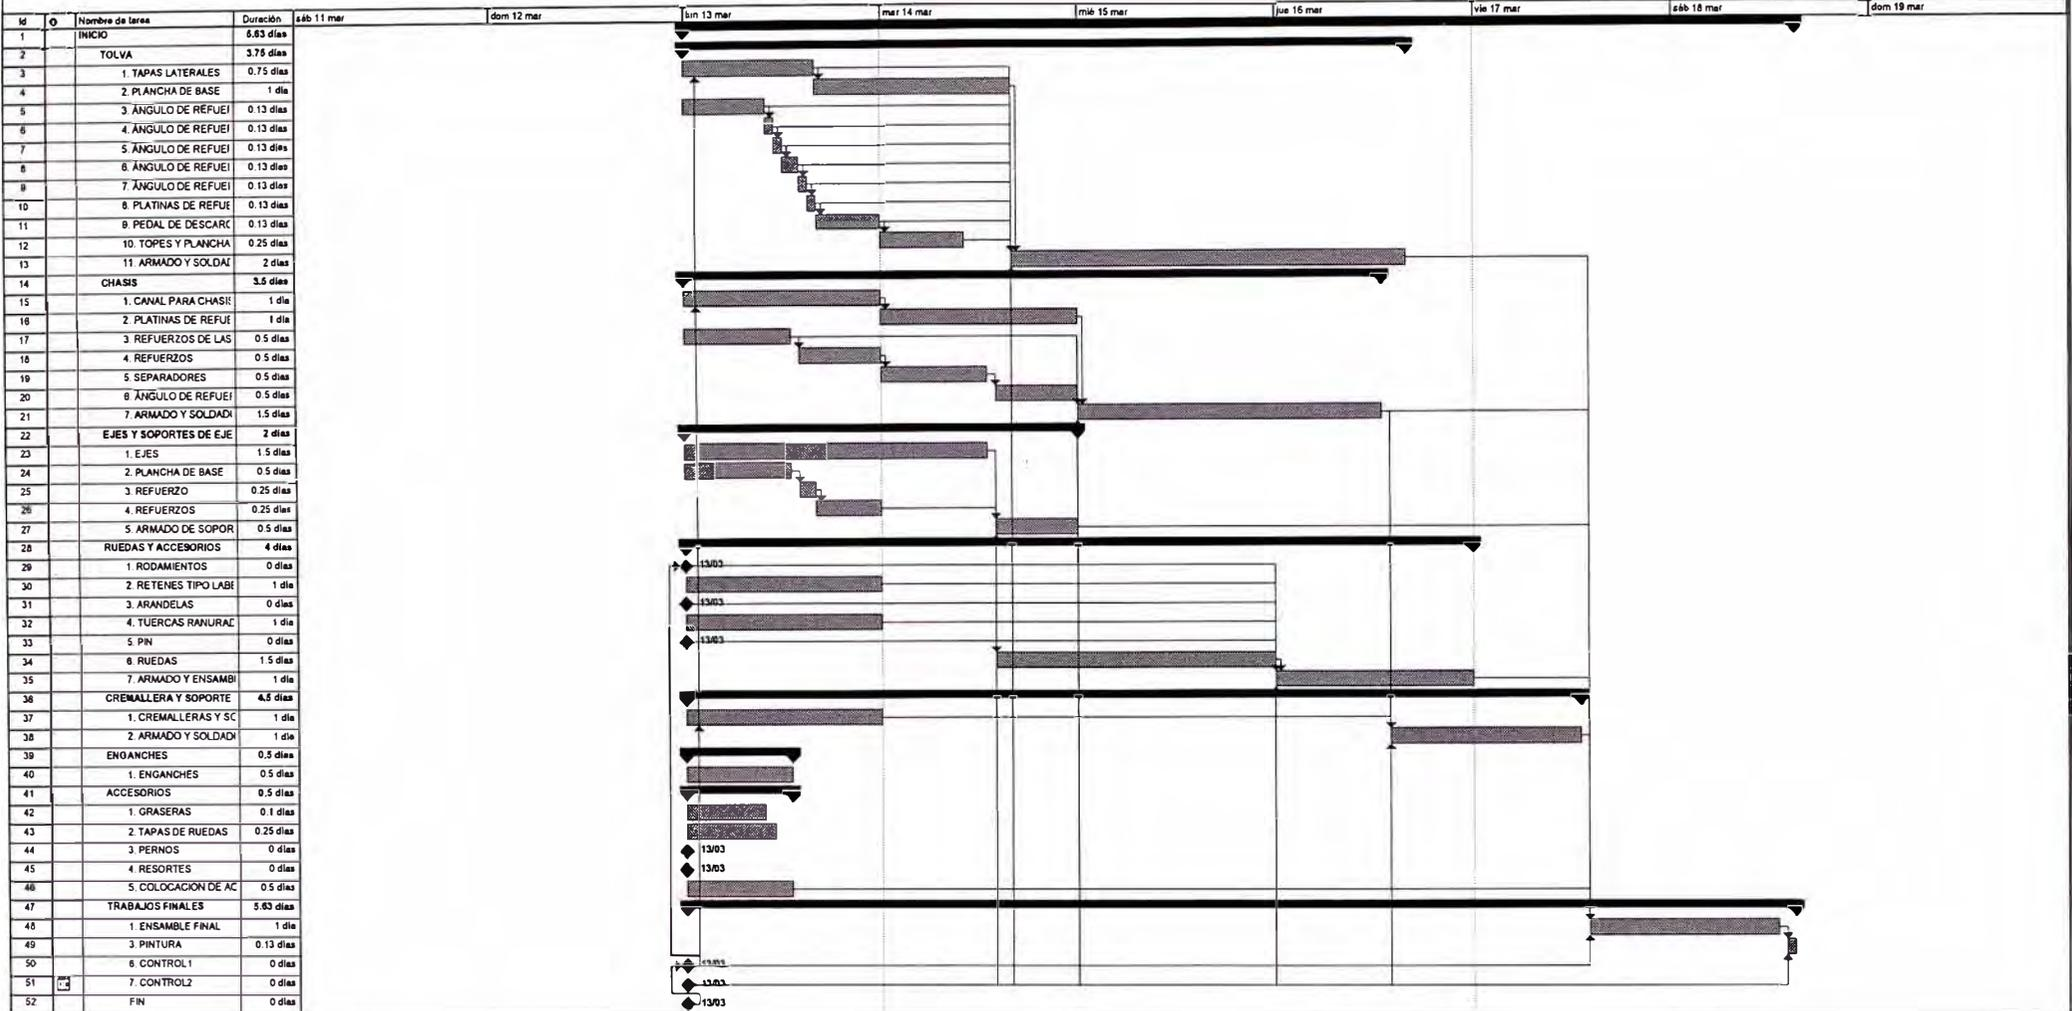 Id Nombre de tarea Duración sáb 11 mar dom 12 mar lun 13 mar mar 14 mar mié 15 mar jue 16 mar vie 17 mar sáb 18 mar dom 19 mar
1 INICIO 5.63 días
2 TOLVA 3.75 días
3 1. TAPAS LATERALES 0.75 días
4 2. PLANCHA DE BASE 1 día
5 3. ÁNGULO DE REFUE 0.13 días
6 4. ÁNGULO DE REFUE 0.13 días
7 5. ÁNGULO DE REFUE 0.13 días
8 6. ÁNGULO DE REFUE 0.13 días
9 7. ÁNGULO DE REFUE 0.13 días
10 8. PLATINAS DE REFUE 0.13 días
11 9. PEDAL DE DESCARC 0.13 días
12 10. TOPES Y PLANCHA 0.25 días
13 11. ARMADO Y SOLDA 2 días
14 CHASIS 3.5 días
15 1. CANAL PARA CHASIS 1 día
16 2. PLATINAS DE REFUE 1 día
17 3 REFUERZOS DE LAS 0.5 días
18 4. REFUERZOS 0.5 días
19 5. SEPARADORES 0.5 días
20 6. ÁNGULO DE REFUE 0.5 días
21 7. ARMADO Y SOLDAD 1.5 días
22 EJES Y SOPORTES DE EJE 2 días
23 1. EJES 1.5 días
24 2. PLANCHA DE BASE 0.5 días
25 3. REFUERZO 0.25 días
26 4. REFUERZOS 0.25 días
27 5. ARMADO DE SOPOR 0.5 días
28 RUEDAS Y ACCESORIOS 4 días
29 1. RODAMIENTOS 0 días 13/03
30 2. RETENES TIPO LABE 1 día
31 3. ARANDELAS 0 días 13/03
32 4. TUERCAS RANURAD 1 día
33 5. PIN 0 días 13/03
34 6. RUEDAS 1.5 días
35 7. ARMADO Y ENSAMB 1 día
36 CREMALLERA Y SOPORTE 4.5 días
37 1. CREMALLERAS Y SC 1 día
38 2. ARMADO Y SOLDAD 1 día
39 ENGANCHES 0.5 días
40 1. ENGANCHES 0.5 días
41 ACCESORIOS 0.5 días
42 1. GRASERAS 0.1 días
43 2. TAPAS DE RUEDAS 0.25 días
44 3. PERNOS 0 días 13/03
45 4. RESORTES 0 días 13/03
46 5. COLOCACION DE AC 0.5 días
47 TRABAJOS FINALES 5.63 días
48 1. ENSAMBLE FINAL 1 día
49 3. PINTURA 0.13 días
50 6. CONTROL1 0 días 13/03
51 7. CONTROL2 0 días 13/03
52 FIN 0 días 13/03